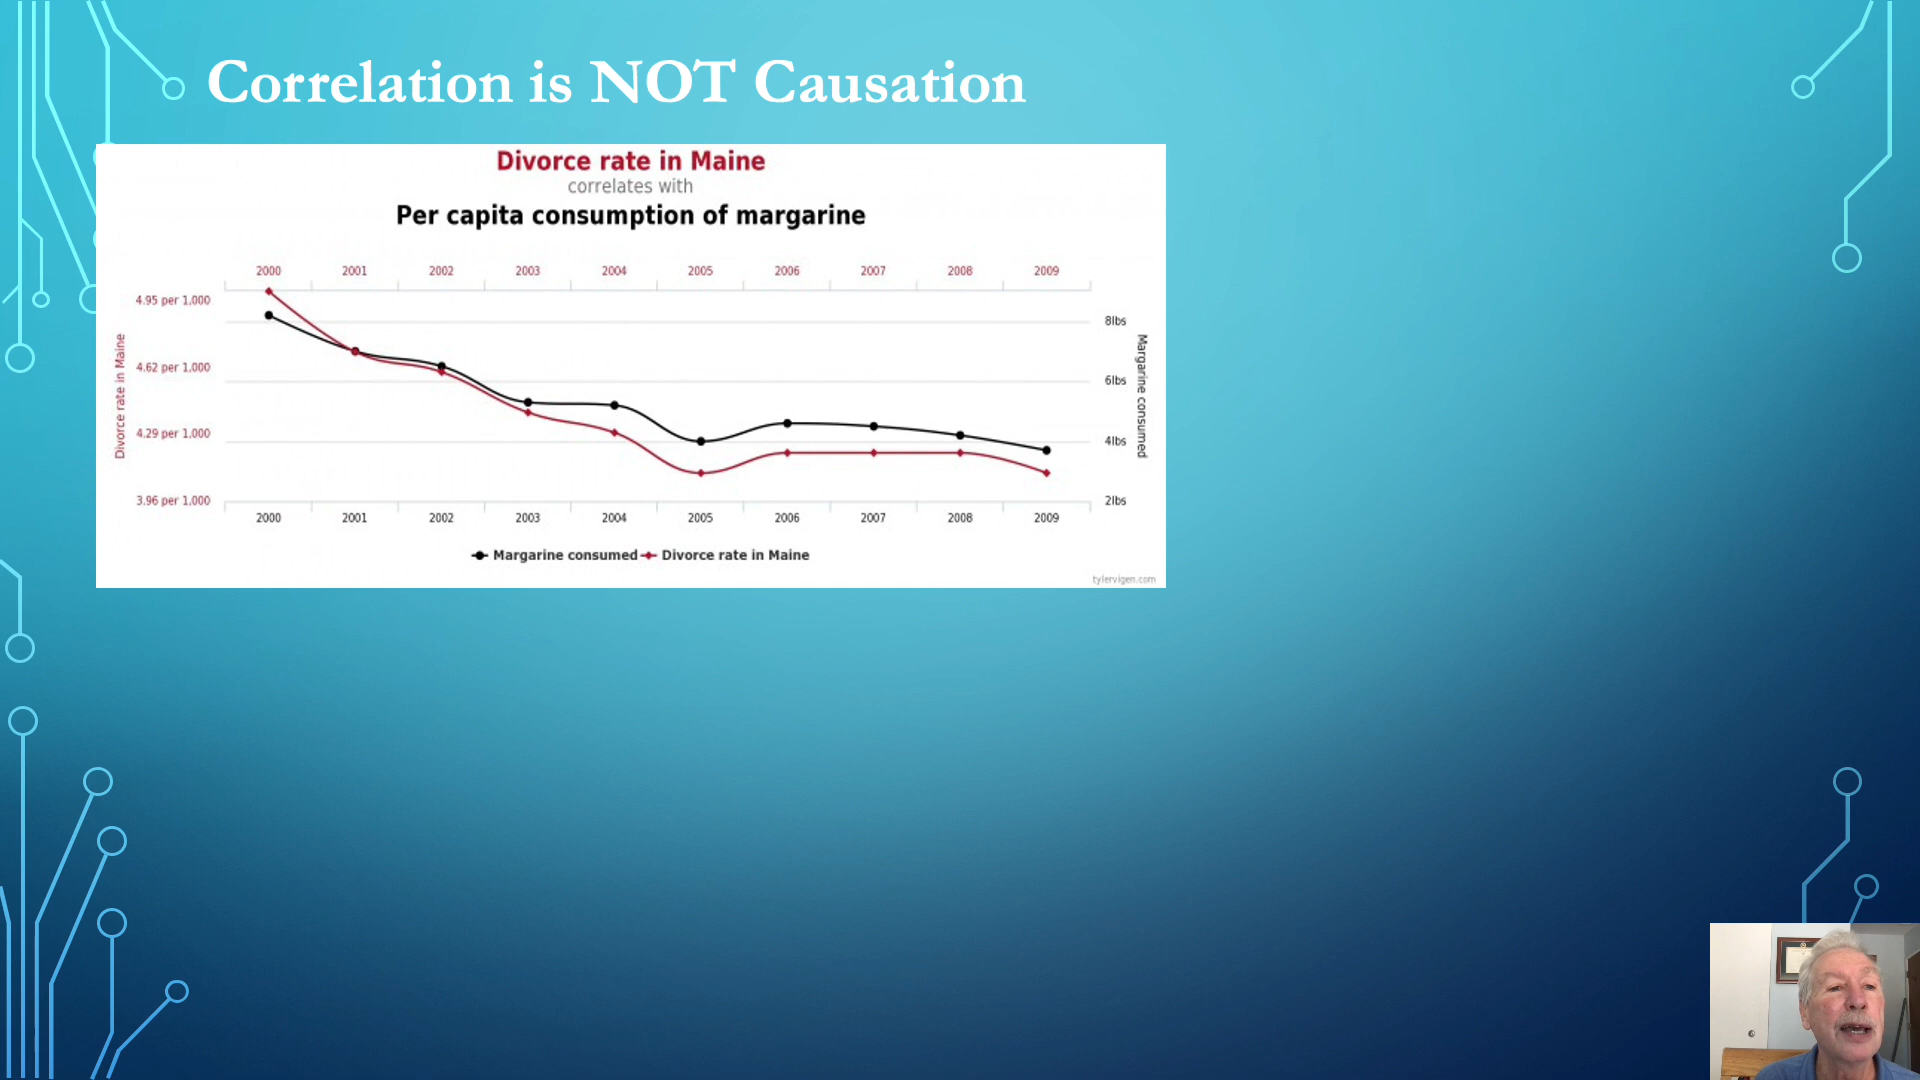 Correlation is NOT Causation
Divorce rate in Maine
correlates with
Per capita consumption of margarine
2000 2001 2002 2003 2004 2005 2006 2007 2008 2009
4.95 per 1,000
8lbs
4.62 per 1,000
6lbs
4.29 per 1,000
4lbs
3.96 per 1,000
2lbs
Divorce rate in Maine
Margarine consumed
2000 2001 2002 2003 2004 2005 2006 2007 2008 2009
Margarine consumed Divorce rate in Maine
tylervigen.com